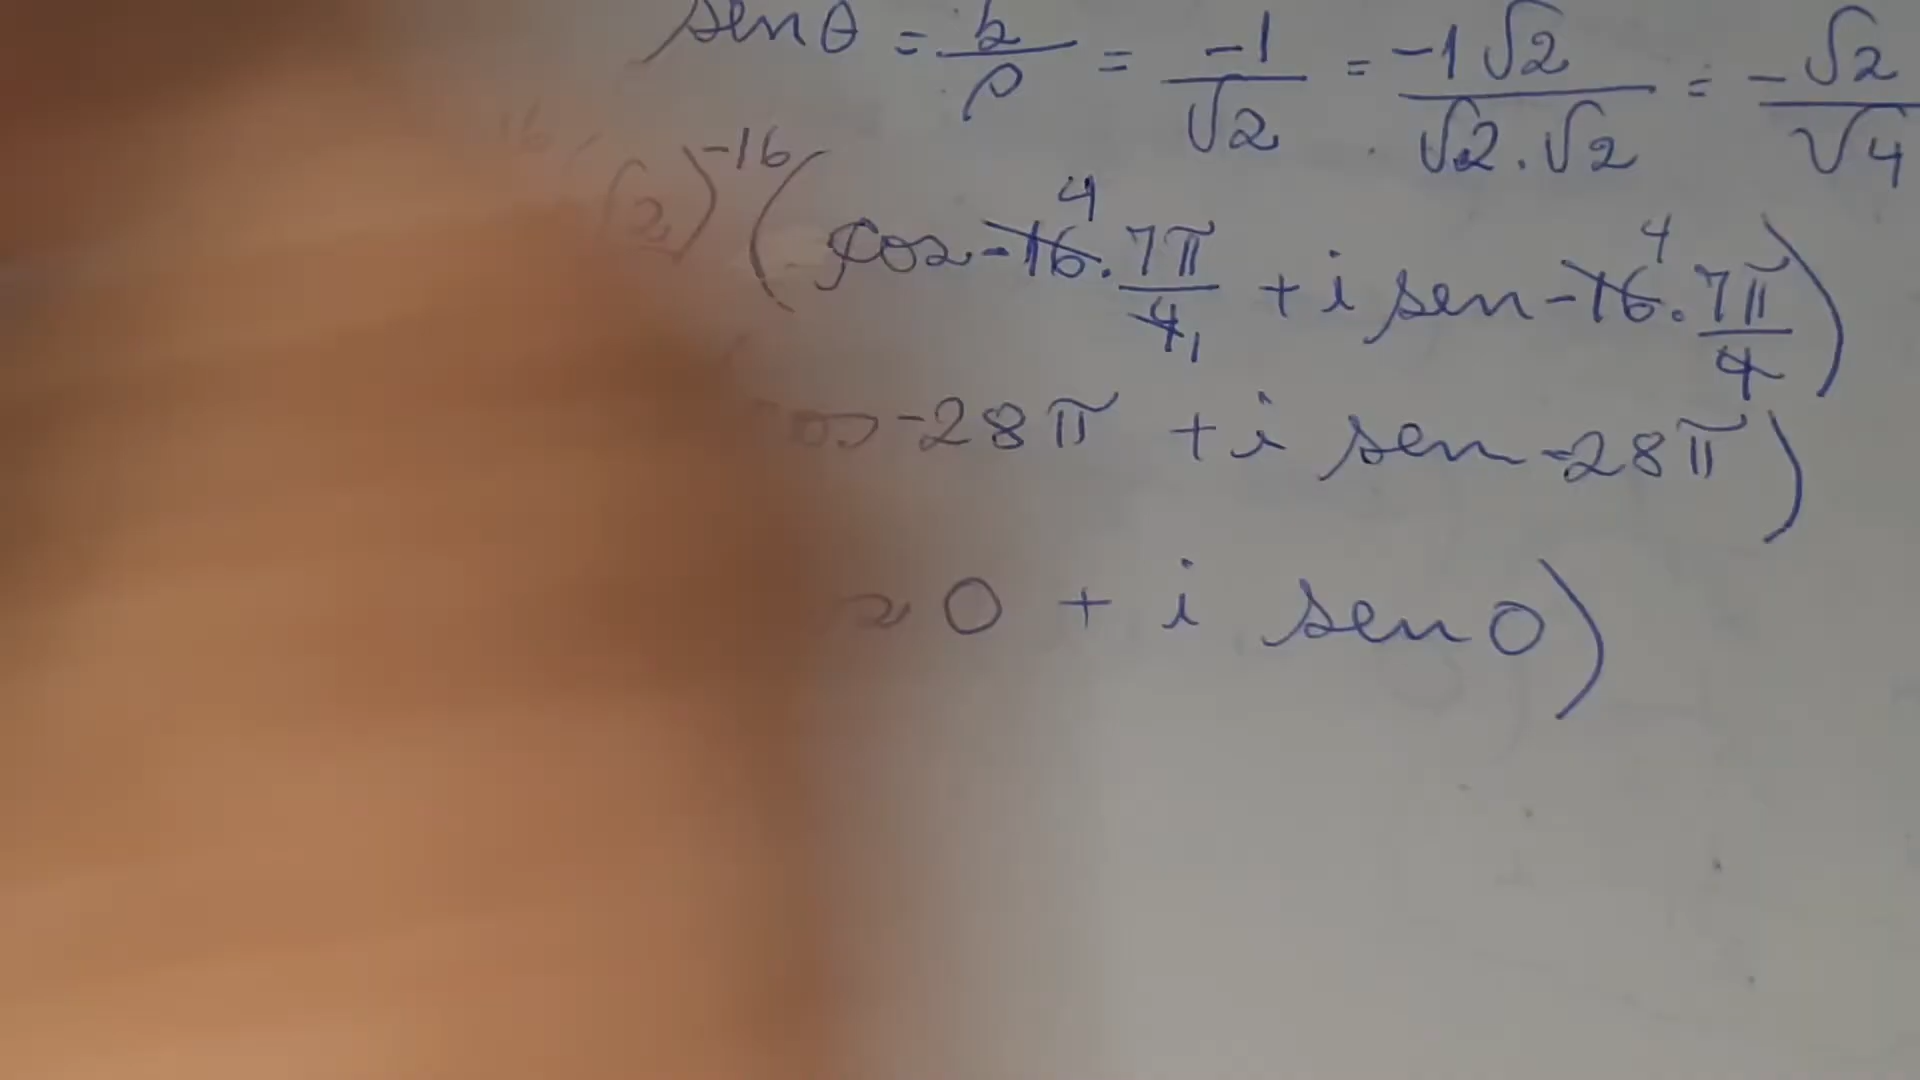 sen θ = b/ρ = -1/√2 = -1√2/√2.√2 = -√2/√4
2)^-16 (cos -16. 7π/4 + i sen -16. 7π/4)
-28π + i sen -28π)
0 + i sen 0)